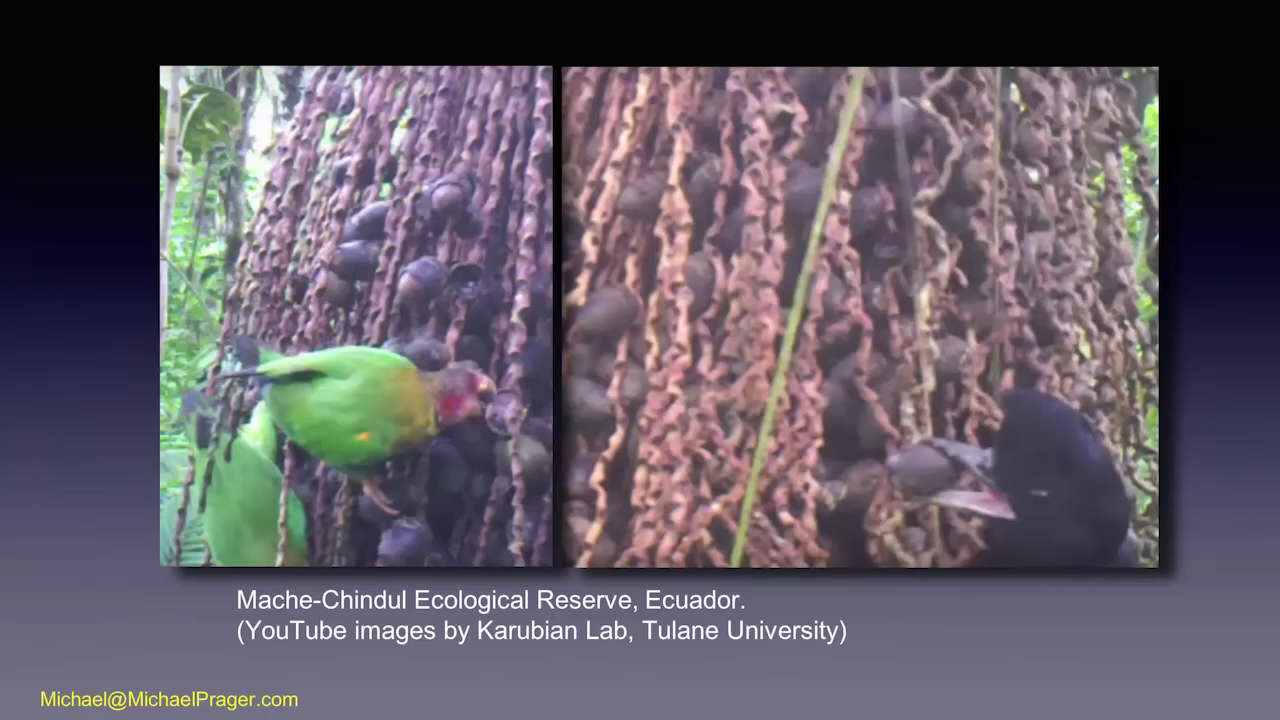 Mache-Chindul Ecological Reserve, Ecuador.
(YouTube images by Karubian Lab, Tulane University)
Michael@MichaelPrager.com